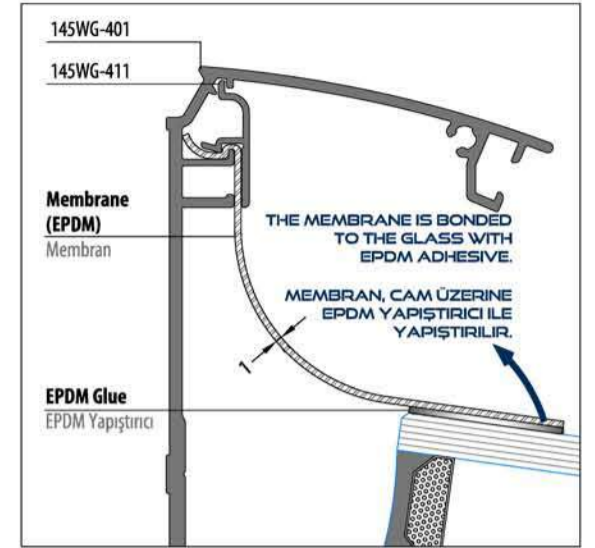 145WG-401
145WG-411
Membrane
(EPDM)
Membran
THE MEMBRANE IS BONDED
TO THE GLASS WITH
EPDM ADHESIVE.
MEMBRAN, CAM ÜZERINE
EPDM YAPIŞTIRICI ILE
YAPIŞTIRILIR.
1
EPDM Glue
EPDM Yapıştırıcı